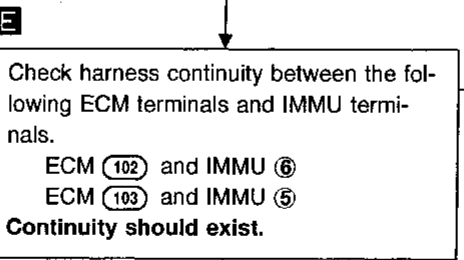 E
Check harness continuity between the fol-
lowing ECM terminals and IMMU termi-
nals.
ECM 102 and IMMU ⑥
ECM 103 and IMMU ⑤
Continuity should exist.